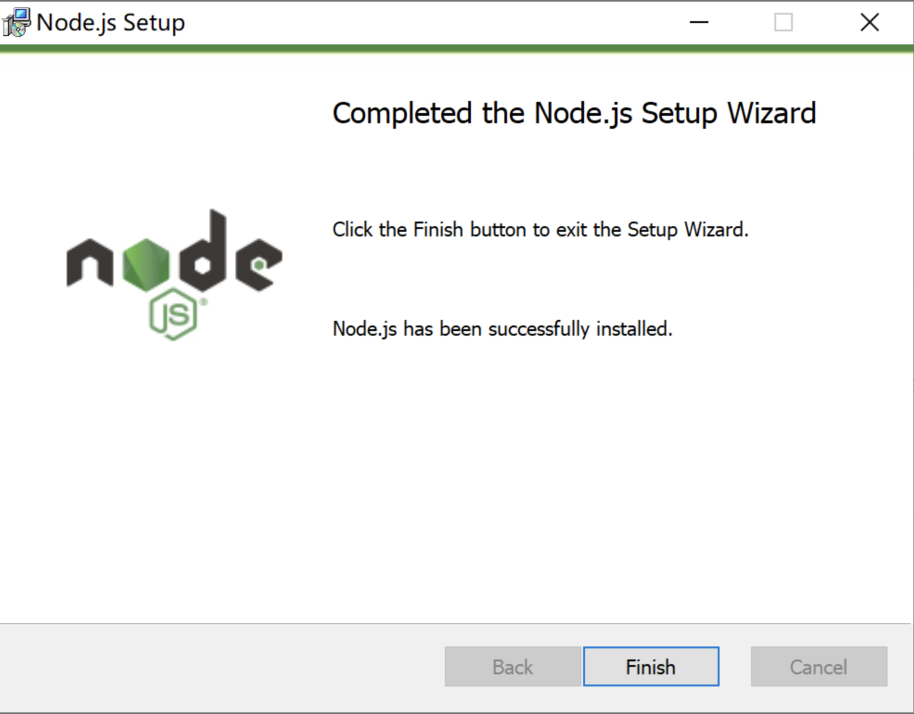 Node.js Setup
Completed the Node.js Setup Wizard
Click the Finish button to exit the Setup Wizard.
node
JS®
Node.js has been successfully installed.
Back
Finish
Cancel